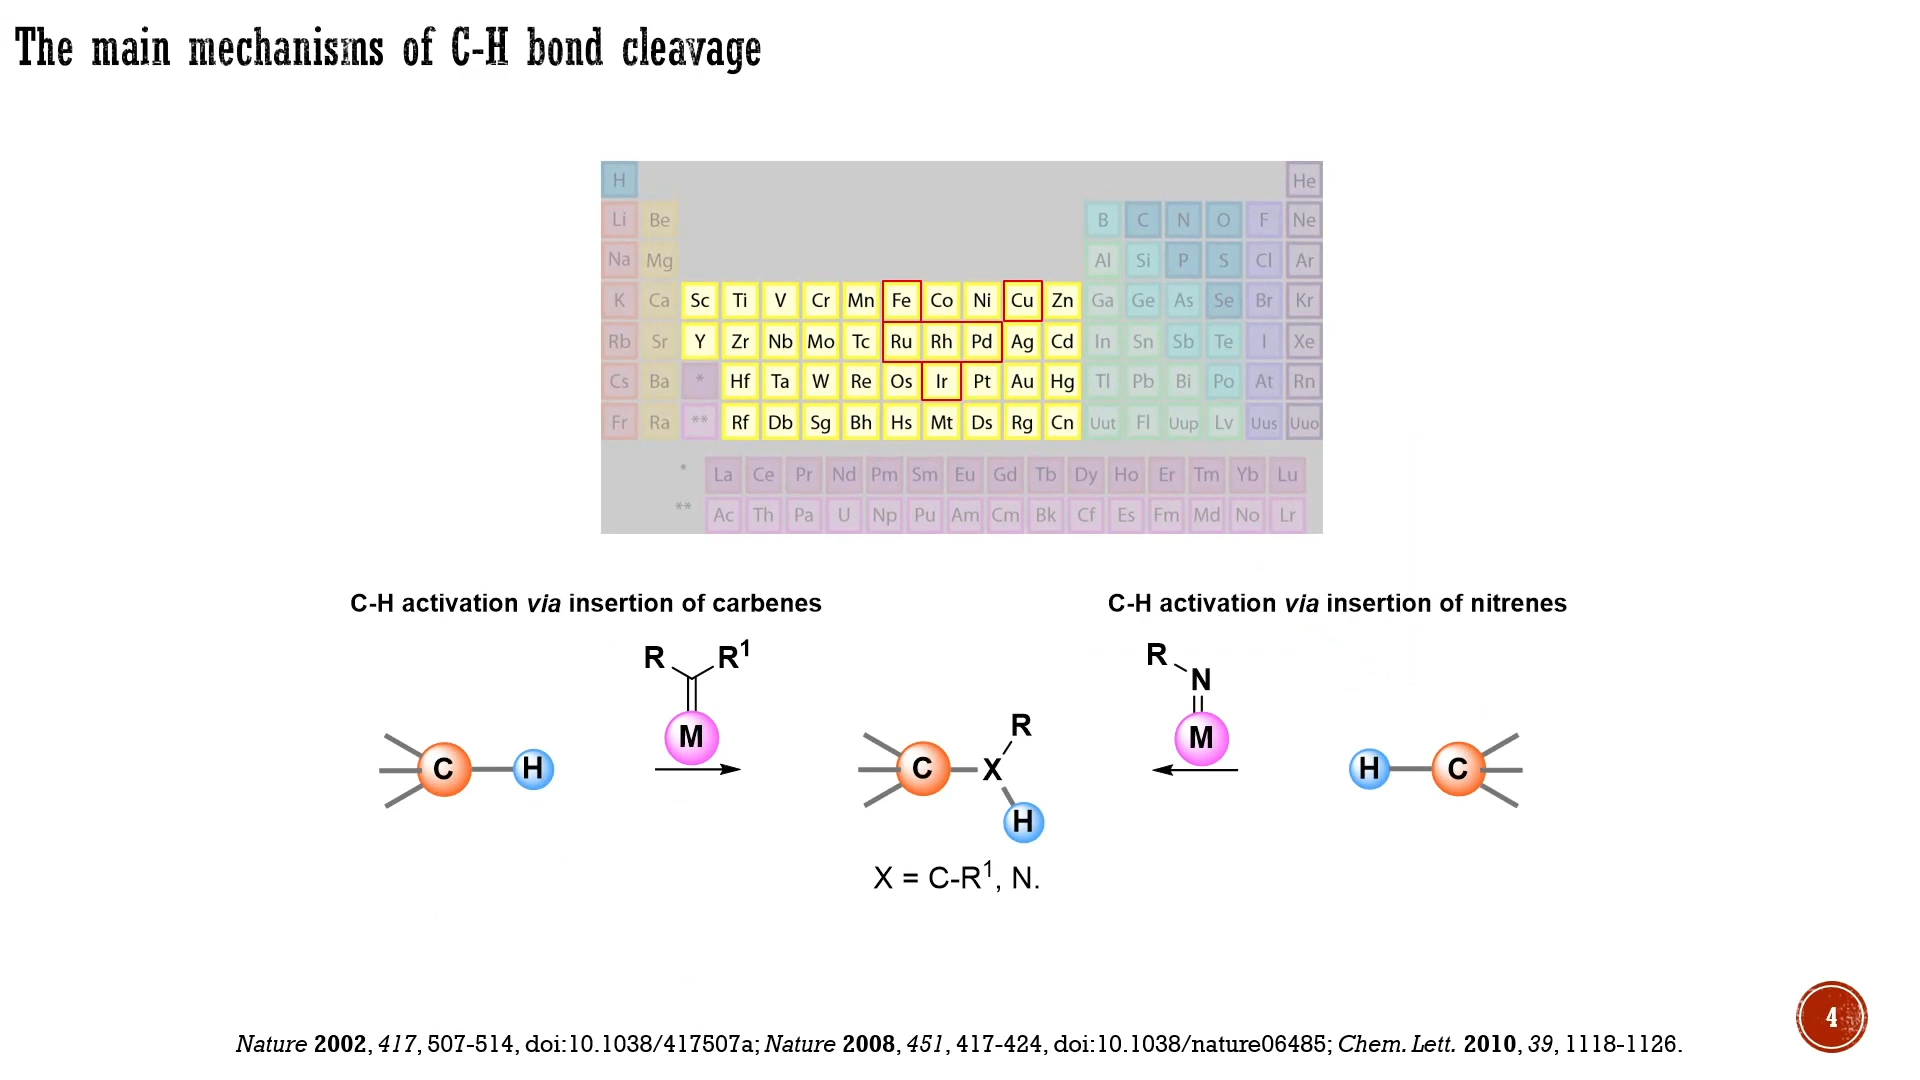 The main mechanisms of C-H bond cleavage
H He
Li Be B C N O F Ne
Na Mg Al Si P S Cl Ar
K Ca Sc Ti V Cr Mn Fe Co Ni Cu Zn Ga Ge As Se Br Kr
Rb Sr Y Zr Nb Mo Tc Ru Rh Pd Ag Cd In Sn Sb Te I Xe
Cs Ba * Hf Ta W Re Os Ir Pt Au Hg Tl Pb Bi Po At Rn
Fr Ra ** Rf Db Sg Bh Hs Mt Ds Rg Cn Uut Fl Uup Lv Uus Uuo
* La Ce Pr Nd Pm Sm Eu Gd Tb Dy Ho Er Tm Yb Lu
** Ac Th Pa U Np Pu Am Cm Bk Cf Es Fm Md No Lr
C-H activation via insertion of carbenes
R R¹
M
C H
C-H activation via insertion of nitrenes
R
N
M
H C
R
C X
H
X = C-R¹, N.
4
Nature 2002, 417, 507-514, doi:10.1038/417507a; Nature 2008, 451, 417-424, doi:10.1038/nature06485; Chem. Lett. 2010, 39, 1118-1126.